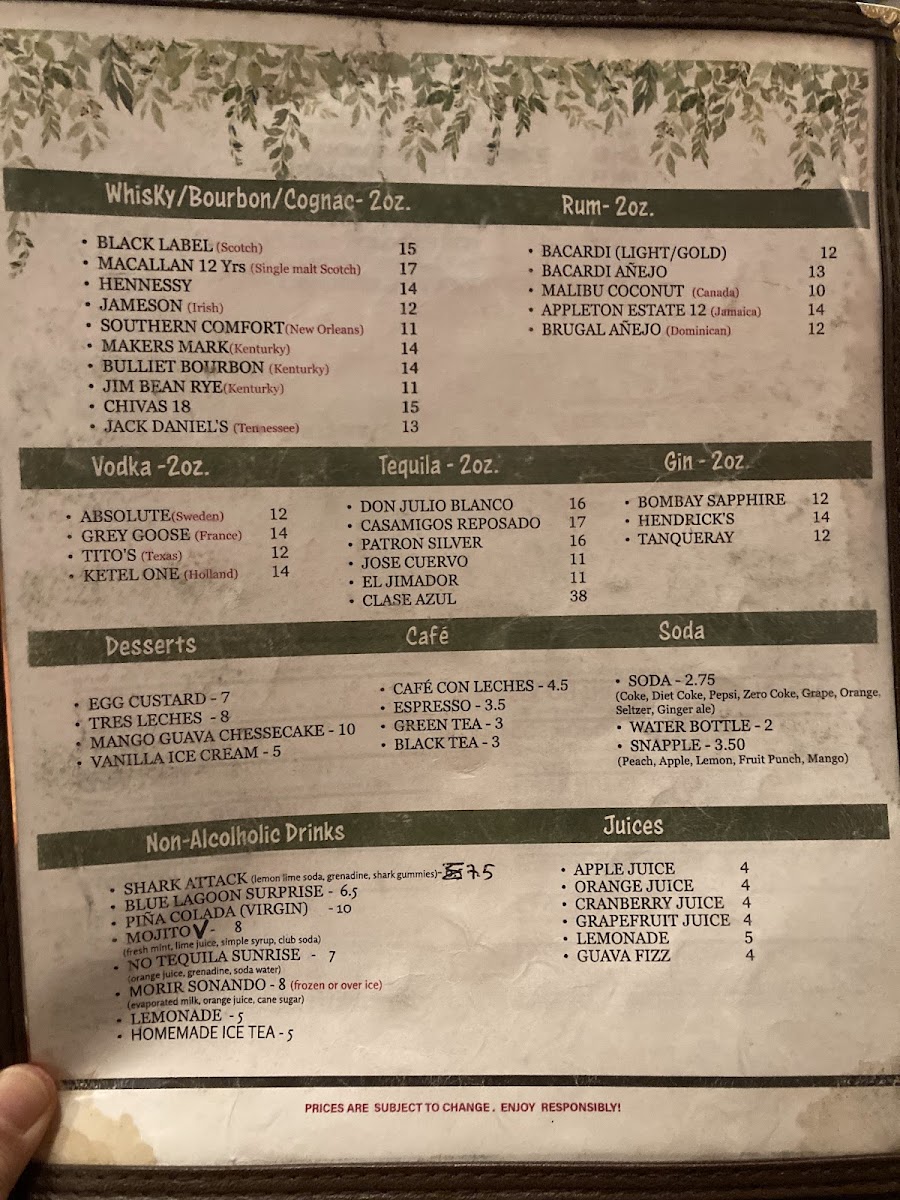 Whisky/Bourbon/Cognac- 2oz.
• BLACK LABEL (Scotch) 15
• MACALLAN 12 Yrs (Single malt Scotch) 17
• HENNESSY 14
• JAMESON (Irish) 12
• SOUTHERN COMFORT(New Orleans) 11
• MAKERS MARK(Kenturky) 14
• BULLIET BOURBON (Kenturky) 14
• JIM BEAN RYE(Kenturky) 11
• CHIVAS 18 15
• JACK DANIEL'S (Tennessee) 13
Rum- 2oz.
• BACARDI (LIGHT/GOLD) 12
• BACARDI AÑEJO 13
• MALIBU COCONUT (Canada) 10
• APPLETON ESTATE 12 (Jamaica) 14
• BRUGAL AÑEJO (Dominican) 12
Vodka -2oz.
• ABSOLUTE(Sweden) 12
• GREY GOOSE (France) 14
• TITO'S (Texas) 12
• KETEL ONE (Holland) 14
Tequila - 2oz.
• DON JULIO BLANCO 16
• CASAMIGOS REPOSADO 17
• PATRON SILVER 16
• JOSE CUERVO 11
• EL JIMADOR 11
• CLASE AZUL 38
Gin - 2oz
• BOMBAY SAPPHIRE 12
• HENDRICK'S 14
• TANQUERAY 12
Desserts
• EGG CUSTARD - 7
• TRES LECHES - 8
• MANGO GUAVA CHESSECAKE - 10
• VANILLA ICE CREAM - 5
Café
• CAFÉ CON LECHES - 4.5
• ESPRESSO - 3.5
• GREEN TEA - 3
• BLACK TEA - 3
Soda
• SODA - 2.75
(Coke, Diet Coke, Pepsi, Zero Coke, Grape, Orange,
Seltzer, Ginger ale)
• WATER BOTTLE - 2
• SNAPPLE - 3.50
(Peach, Apple, Lemon, Fruit Punch, Mango)
Non-Alcolholic Drinks
• SHARK ATTACK (lemon lime soda, grenadine, shark gummies)- 7.5
• BLUE LAGOON SURPRISE - 6.5
• PIÑA COLADA (VIRGIN) -10
• MOJITO V - 8
(fresh mint, lime juice, simple syrup, club soda)
• NO TEQUILA SUNRISE - 7
(orange juice, grenadine, soda water)
• MORIR SONANDO - 8 (frozen or over ice)
(evaporated milk, orange juice, cane sugar)
• LEMONADE -5
• HOMEMADE ICE TEA -5
Juices
• APPLE JUICE 4
• ORANGE JUICE 4
• CRANBERRY JUICE 4
• GRAPEFRUIT JUICE 4
• LEMONADE 5
• GUAVA FIZZ 4
PRICES ARE SUBJECT TO CHANGE. ENJOY RESPONSIBLY!